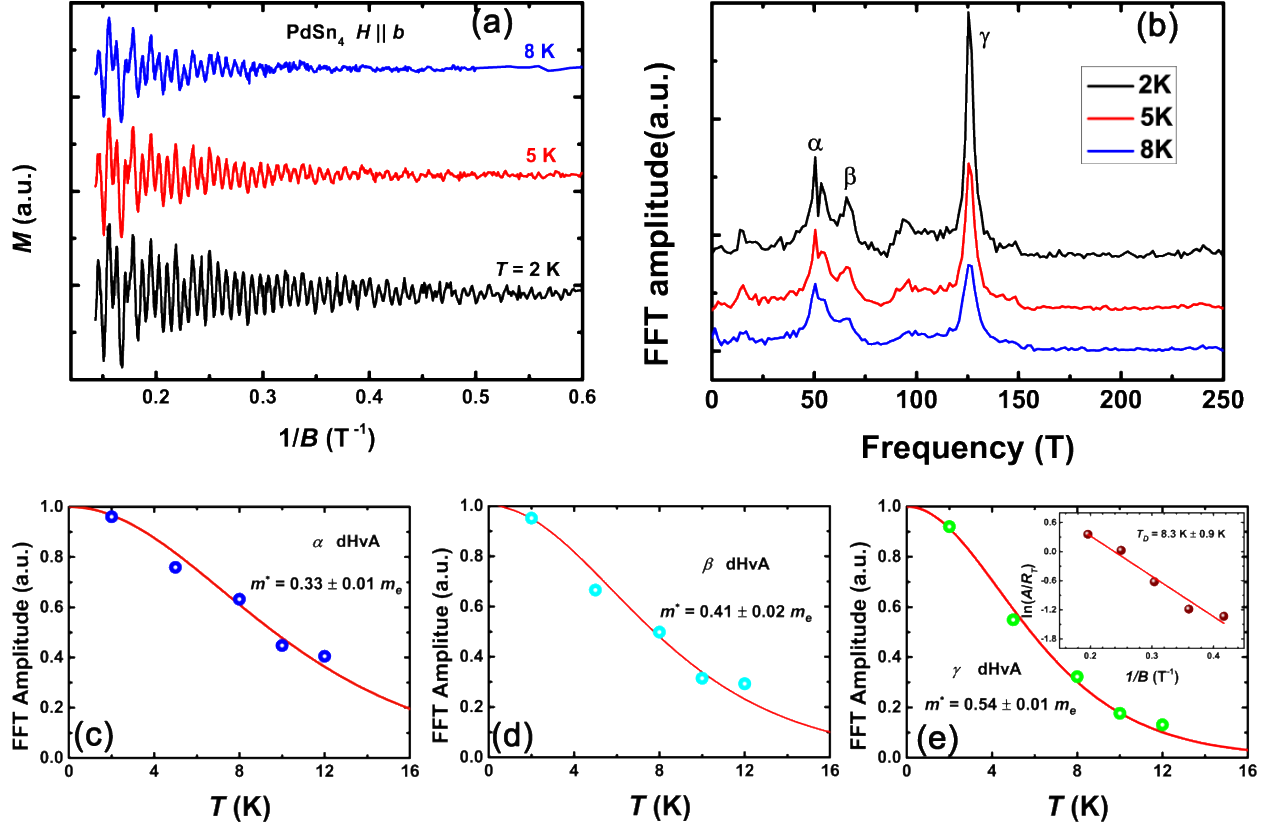 PdSn4 H || b
(a)
8 K
5 K
T = 2 K
M (a.u.)
0.2 0.3 0.4 0.5 0.6
1/B (T-1)
(b)
γ
α
β
2K
5K
8K
FFT amplitude(a.u.)
0 50 100 150 200 250
Frequency (T)
1.0
0.8
0.6
0.4
0.2
0.0
FFT Amplitude (a.u.)
α dHvA
m* = 0.33 ± 0.01 me
(c)
0 4 8 12 16
T (K)
1.0
0.8
0.6
0.4
0.2
0.0
FFT Amplitue (a.u.)
β dHvA
m* = 0.41 ± 0.02 me
(d)
0 4 8 12 16
T (K)
1.0
0.8
0.6
0.4
0.2
0.0
FFT Amplitude (a.u.)
0.6
0.0
-0.6
-1.2
-1.8
ln(A/RT)
TD = 8.3 K ± 0.9 K
0.2 0.3 0.4
1/B (T-1)
γ dHvA
m* = 0.54 ± 0.01 me
(e)
0 4 8 12 16
T (K)